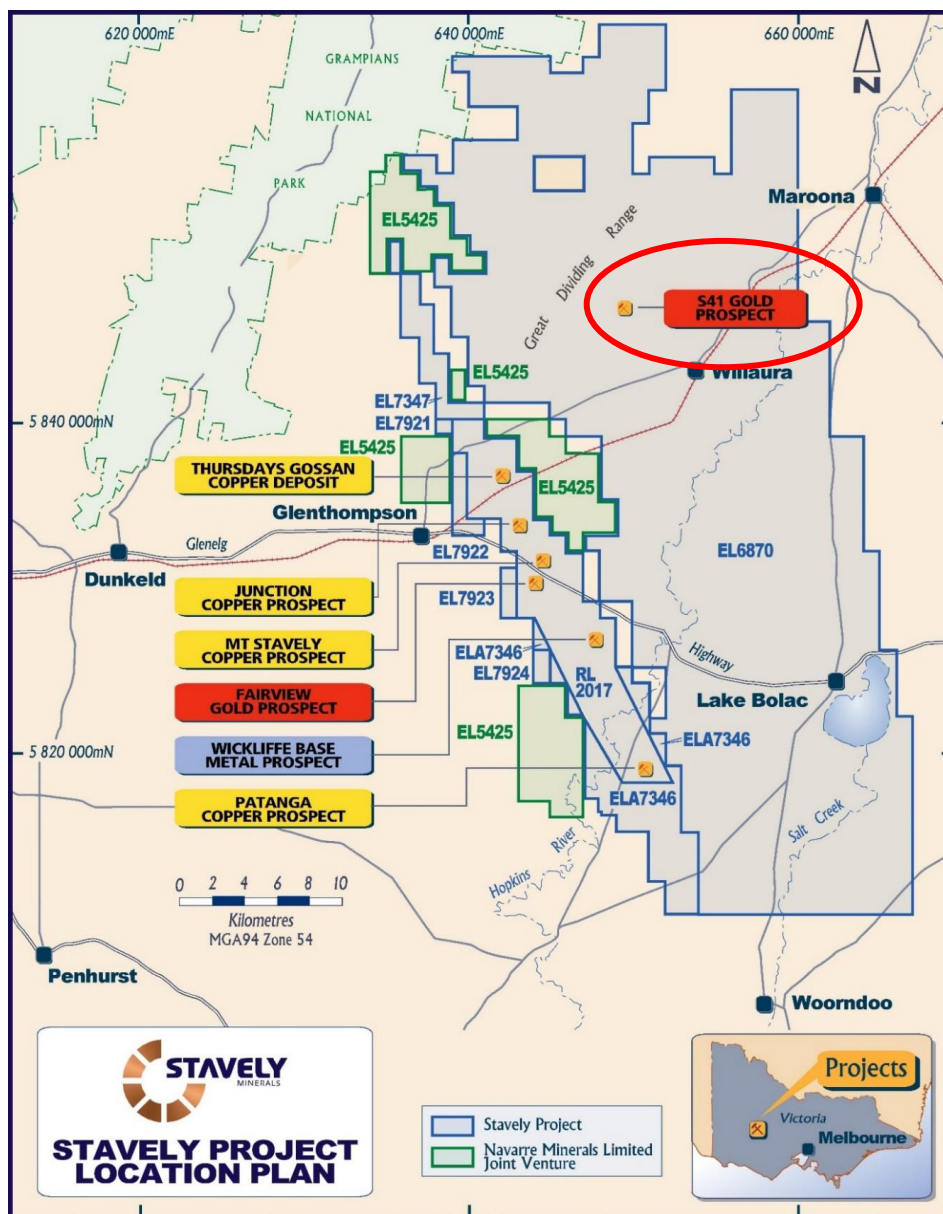 620 000mE
640 000mE
660 000mE
GRAMPIANS
NATIONAL
PARK
N
Maroona
EL5425
Great Dividing Range
S41 GOLD
PROSPECT
Willaura
EL5425
EL7347
EL7921
5 840 000mN
EL5425
THURSDAYS GOSSAN
COPPER DEPOSIT
EL5425
Glenthompson
Glenelg
EL7922
EL6870
Dunkeld
JUNCTION
COPPER PROSPECT
EL7923
MT STAVELY
COPPER PROSPECT
ELA7346
Highway
EL7924
RL
2017
FAIRVIEW
GOLD PROSPECT
Lake Bolac
EL5425
WICKLIFFE BASE
METAL PROSPECT
ELA7346
5 820 000mN
PATANGA
COPPER PROSPECT
ELA7346
Salt Creek
Hopkins River
0 2 4 6 8 10
Kilometres
MGA94 Zone 54
Penhurst
Woorndoo
STAVELY
MINERALS
STAVELY PROJECT
LOCATION PLAN
Stavely Project
Navarre Minerals Limited
Joint Venture
Projects
Victoria
Melbourne